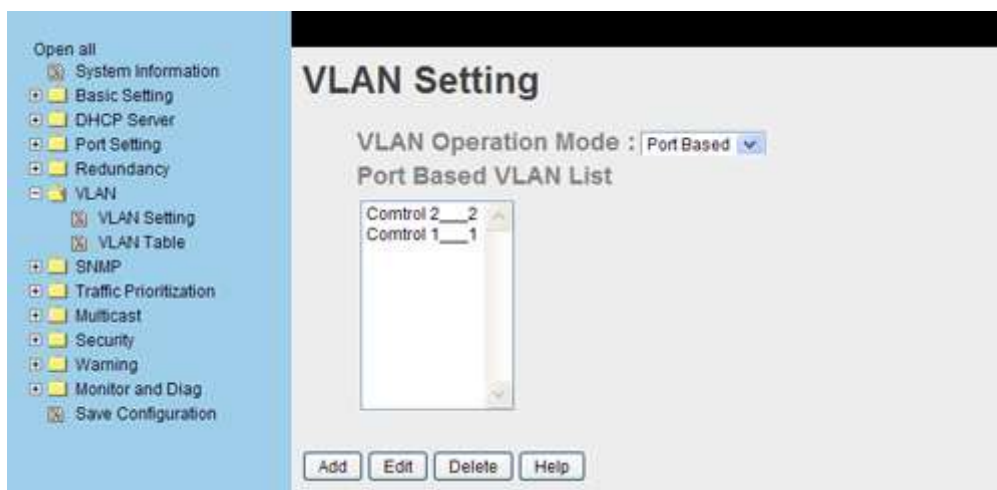 Open all
System Information
Basic Setting
DHCP Server
Port Setting
Redundancy
VLAN
VLAN Setting
VLAN Table
SNMP
Traffic Prioritization
Multicast
Security
Warning
Monitor and Diag
Save Configuration
VLAN Setting
VLAN Operation Mode : Port Based
Port Based VLAN List
Comtrol 2___2
Comtrol 1___1
Add Edit Delete Help